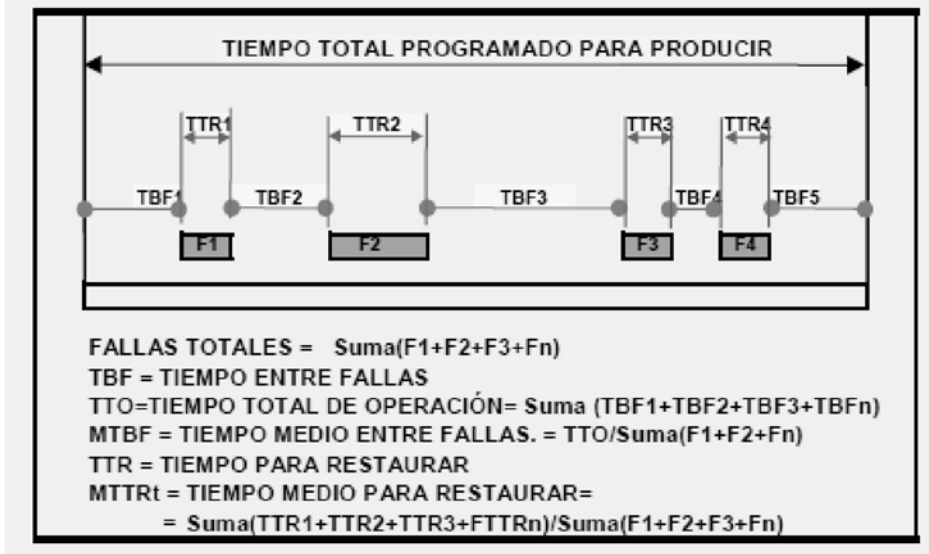 TIEMPO TOTAL PROGRAMADO PARA PRODUCIR
TTR1 TTR2 TTR3 TTR4
TBF1 TBF2 TBF3 TBF4 TBF5
F1 F2 F3 F4
FALLAS TOTALES = Suma(F1+F2+F3+Fn)
TBF = TIEMPO ENTRE FALLAS
TTO=TIEMPO TOTAL DE OPERACIÓN= Suma (TBF1+TBF2+TBF3+TBFn)
MTBF = TIEMPO MEDIO ENTRE FALLAS. = TTO/Suma(F1+F2+Fn)
TTR = TIEMPO PARA RESTAURAR
MTTRt = TIEMPO MEDIO PARA RESTAURAR=
= Suma(TTR1+TTR2+TTR3+FTTRn)/Suma(F1+F2+F3+Fn)